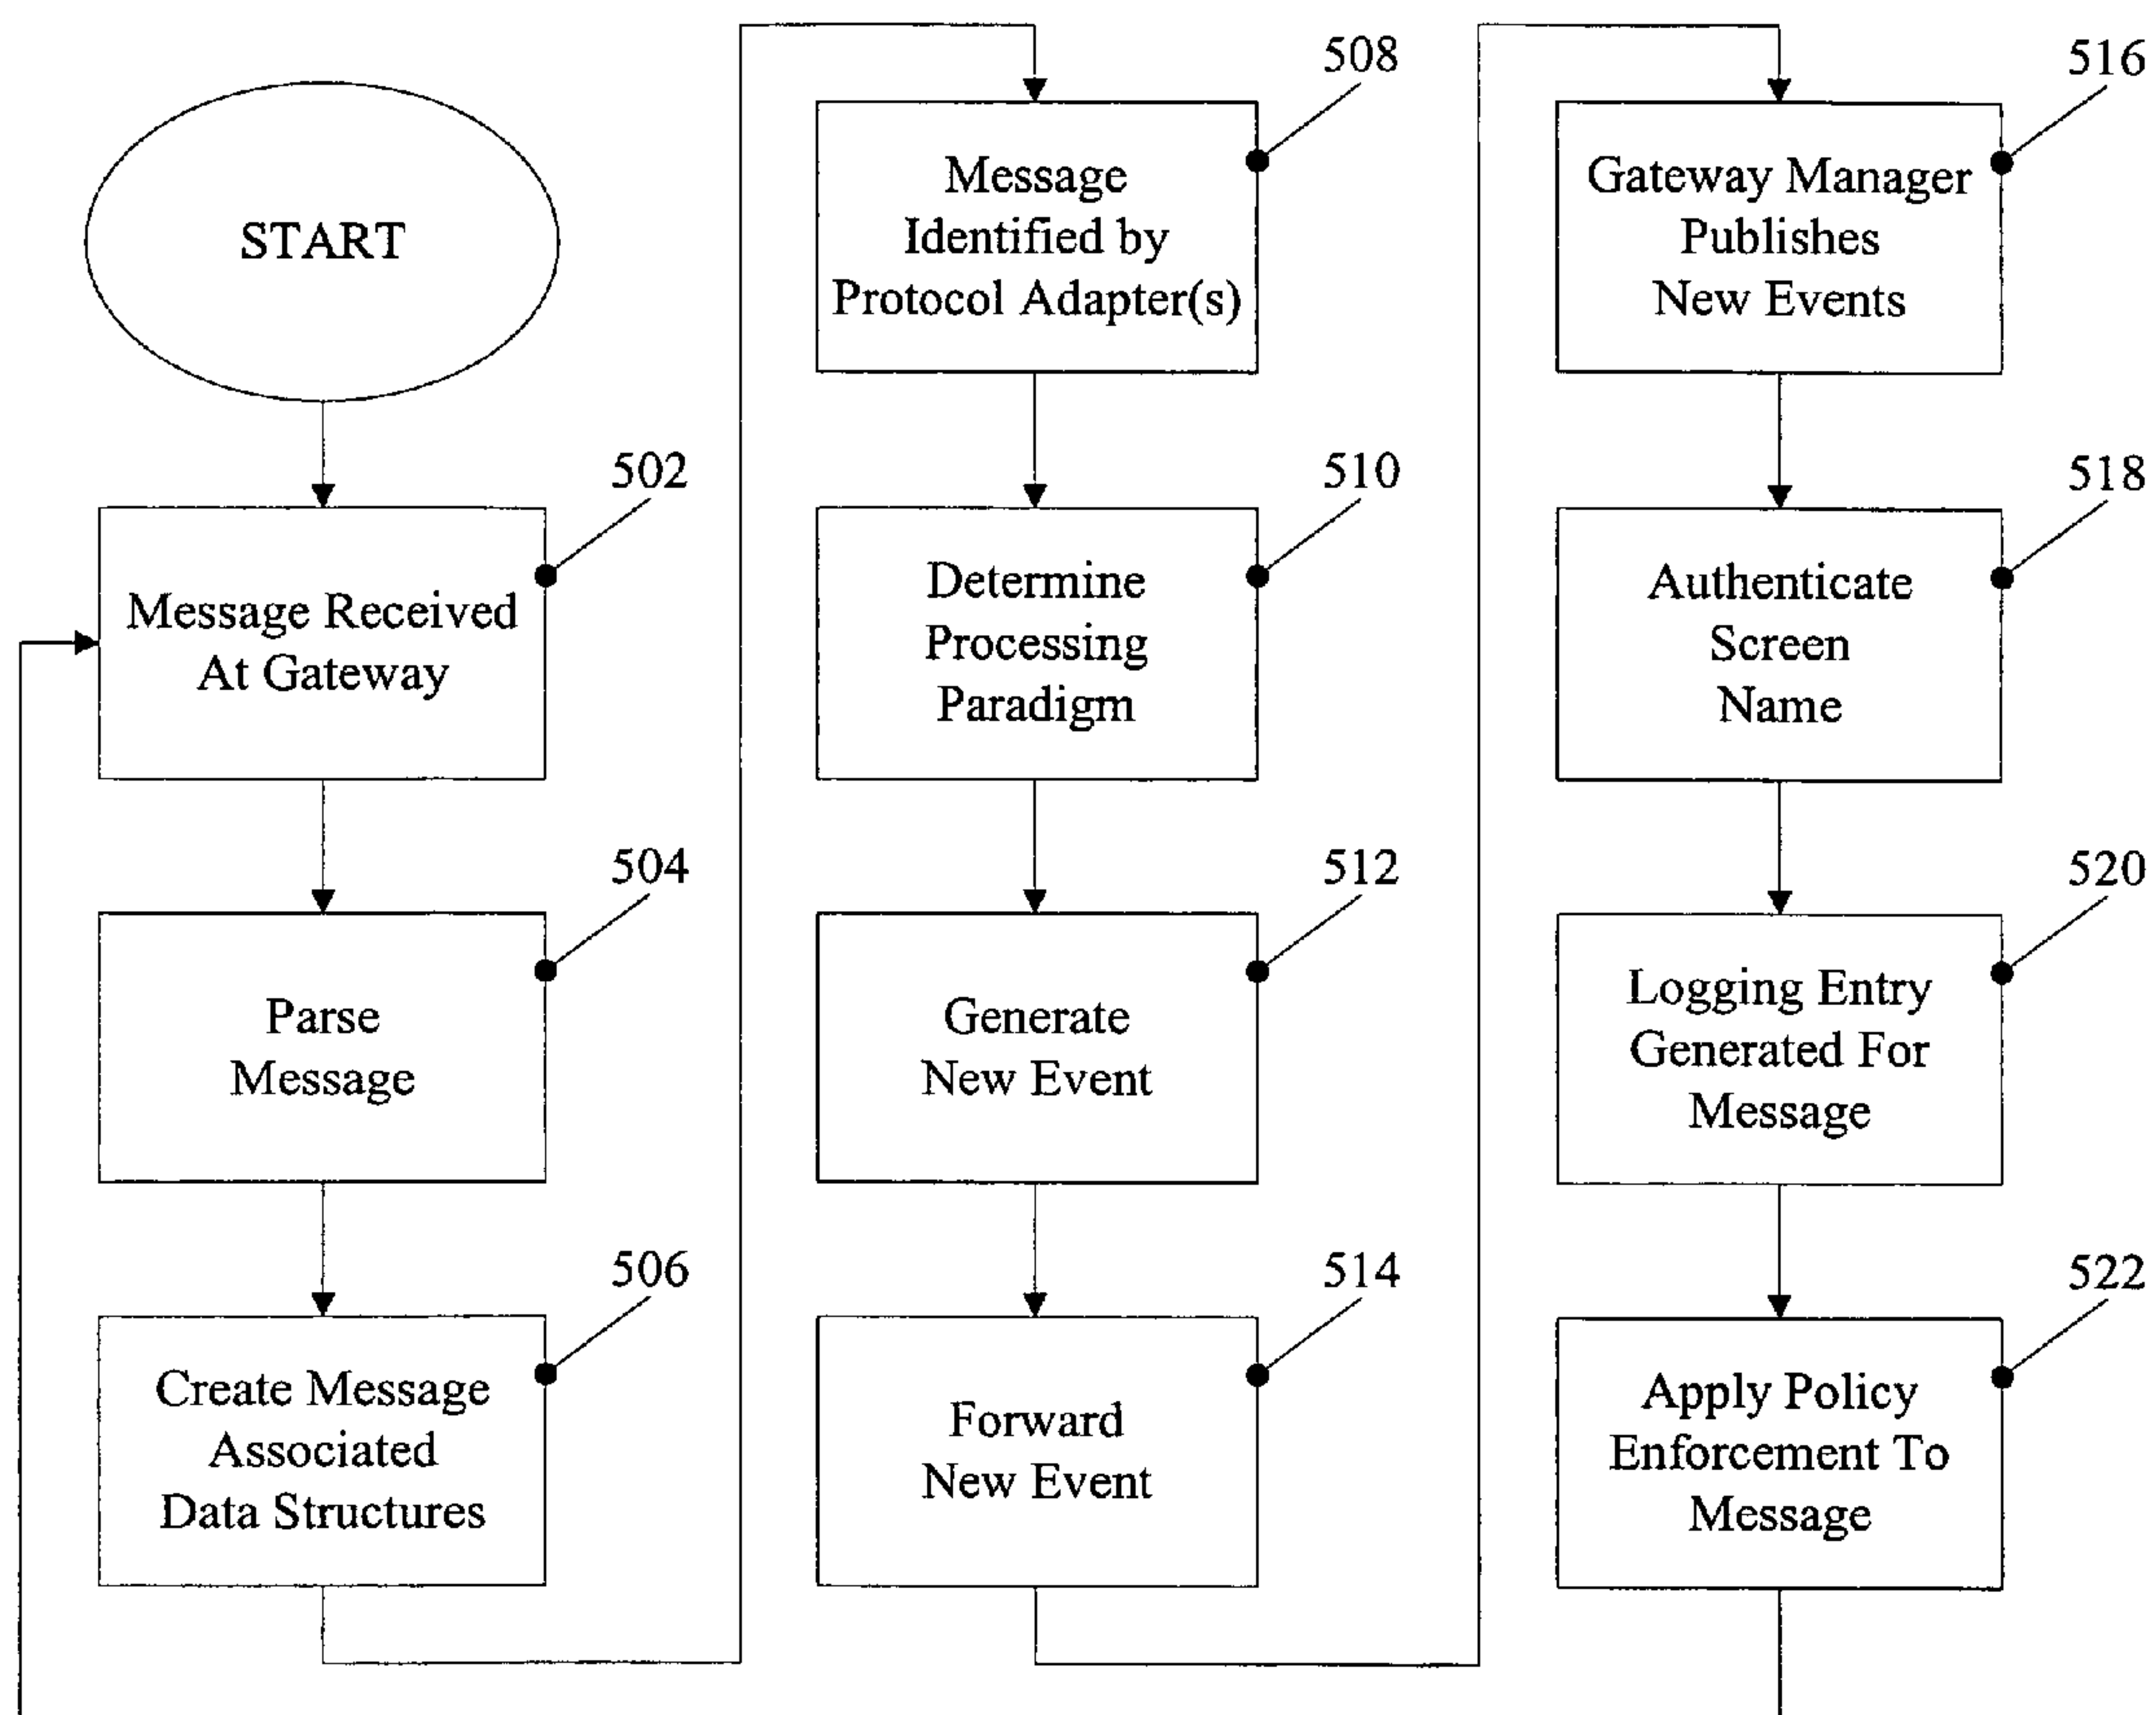 START
502
Message Received
At Gateway
504
Parse
Message
506
Create Message
Associated
Data Structures
508
Message
Identified by
Protocol Adapter(s)
510
Determine
Processing
Paradigm
512
Generate
New Event
514
Forward
New Event
516
Gateway Manager
Publishes
New Events
518
Authenticate
Screen
Name
520
Logging Entry
Generated For
Message
522
Apply Policy
Enforcement To
Message